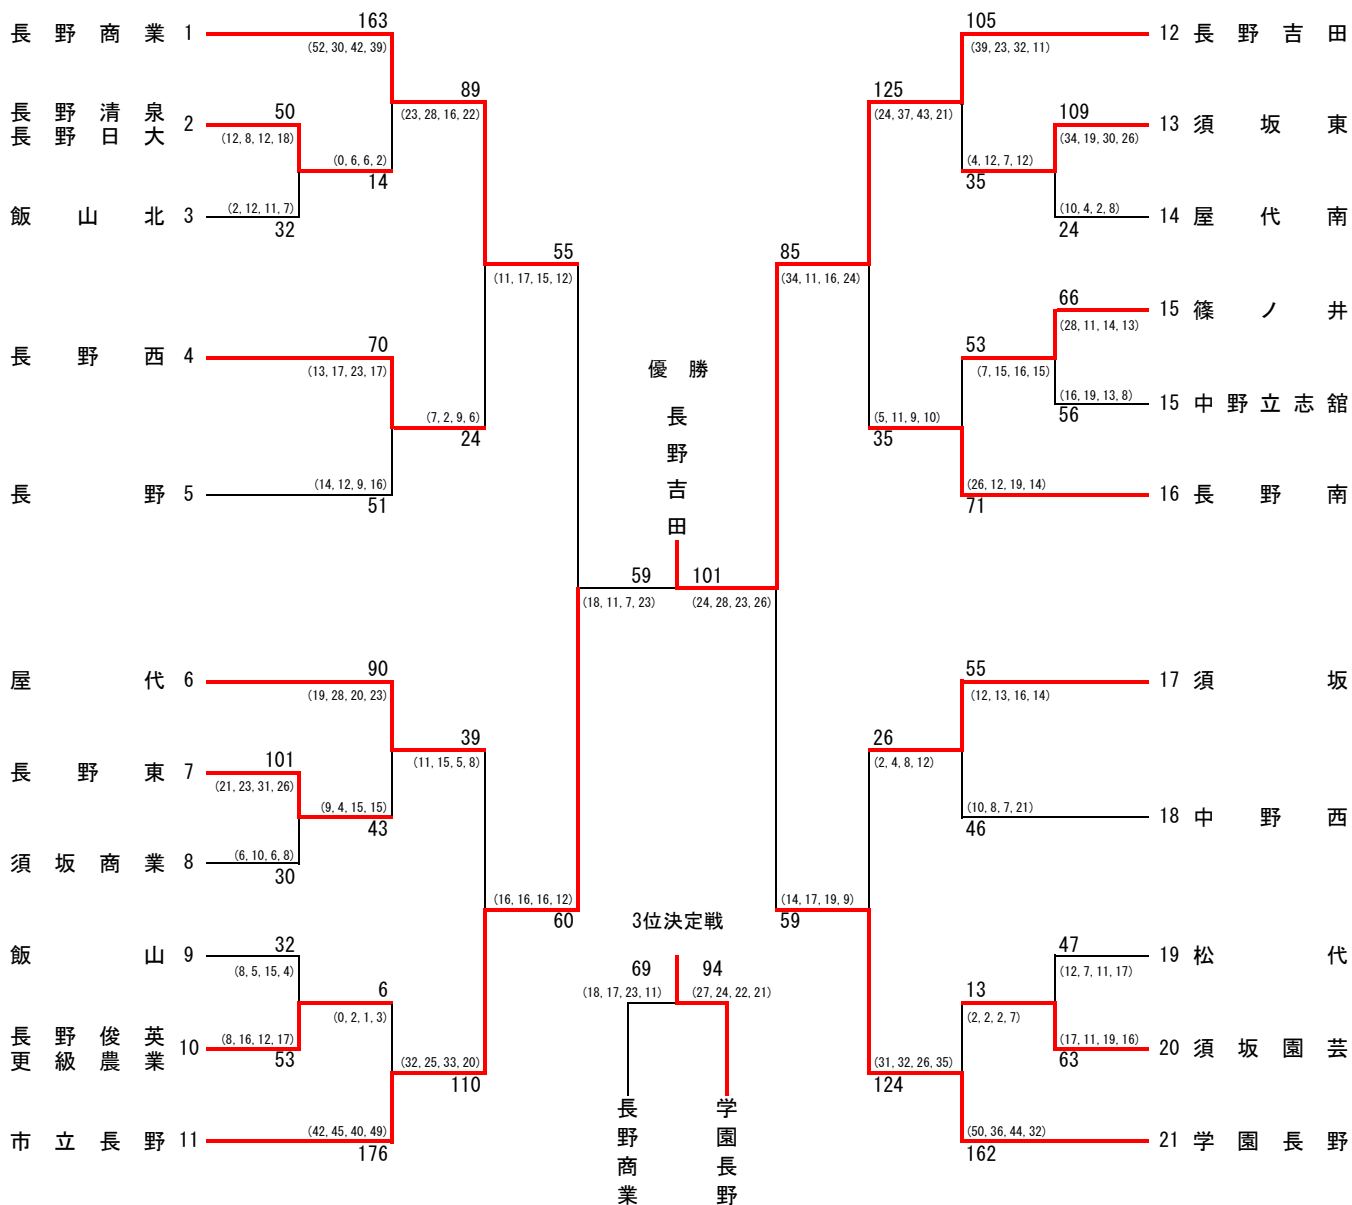 長野商業 1
163
(52, 30, 42, 39)
長野清泉
長野日大 2
50
(12, 8, 12, 18)
89
(23, 28, 16, 22)
(0, 6, 6, 2)
14
飯山北 3
(2, 12, 11, 7)
32
55
(11, 17, 15, 12)
長野西 4
70
(13, 17, 23, 17)
(7, 2, 9, 6)
24
長野 5
(14, 12, 9, 16)
51
屋代 6
90
(19, 28, 20, 23)
39
(11, 15, 5, 8)
長野東 7
101
(21, 23, 31, 26)
(9, 4, 15, 15)
43
須坂商業 8
(6, 10, 6, 8)
30
(16, 16, 16, 12)
60
飯山 9
32
(8, 5, 15, 4)
6
(0, 2, 1, 3)
長野俊英
更級農業 10
(8, 16, 12, 17)
53
(32, 25, 33, 20)
110
市立長野 11
(42, 45, 40, 49)
176
優勝
長野吉田
59
(18, 11, 7, 23)
101
(24, 28, 23, 26)
3位決定戦
69
(18, 17, 23, 11)
94
(27, 24, 22, 21)
長野商業
学園長野
105
(39, 23, 32, 11)
12 長野吉田
125
(24, 37, 43, 21)
109
(34, 19, 30, 26)
13 須坂東
(4, 12, 7, 12)
35
(10, 4, 2, 8)
24
14 屋代南
85
(34, 11, 16, 24)
66
(28, 11, 14, 13)
15 篠ノ井
53
(7, 15, 16, 15)
(16, 19, 13, 8)
56
15 中野立志舘
(5, 11, 9, 10)
35
(26, 12, 19, 14)
71
16 長野南
55
(12, 13, 16, 14)
17 須坂
26
(2, 4, 8, 12)
(10, 8, 7, 21)
46
18 中野西
(14, 17, 19, 9)
59
47
(12, 7, 11, 17)
19 松代
13
(2, 2, 2, 7)
(17, 11, 19, 16)
63
20 須坂園芸
(31, 32, 26, 35)
124
(50, 36, 44, 32)
162
21 学園長野